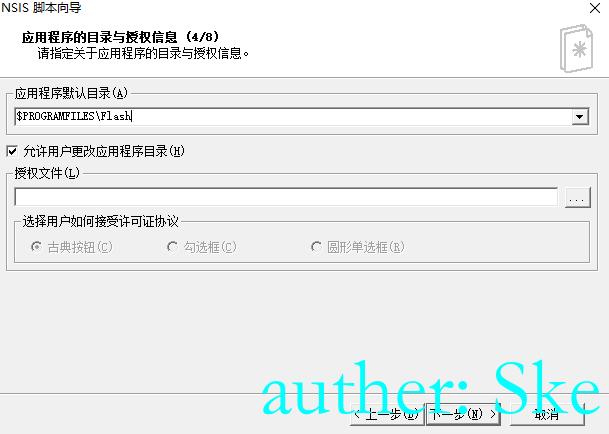 NSIS 脚本向导
应用程序的目录与授权信息 (4/8)
请指定关于应用程序的目录与授权信息。
应用程序默认目录(A)
$PROGRAMFILES\Flash
允许用户更改应用程序目录(H)
授权文件(L)
...
选择用户如何接受许可证协议
古典按钮(C) 勾选框(C) 圆形单选框(R)
auther: Ske
< 上一步(B) 下一步(N) > 取消